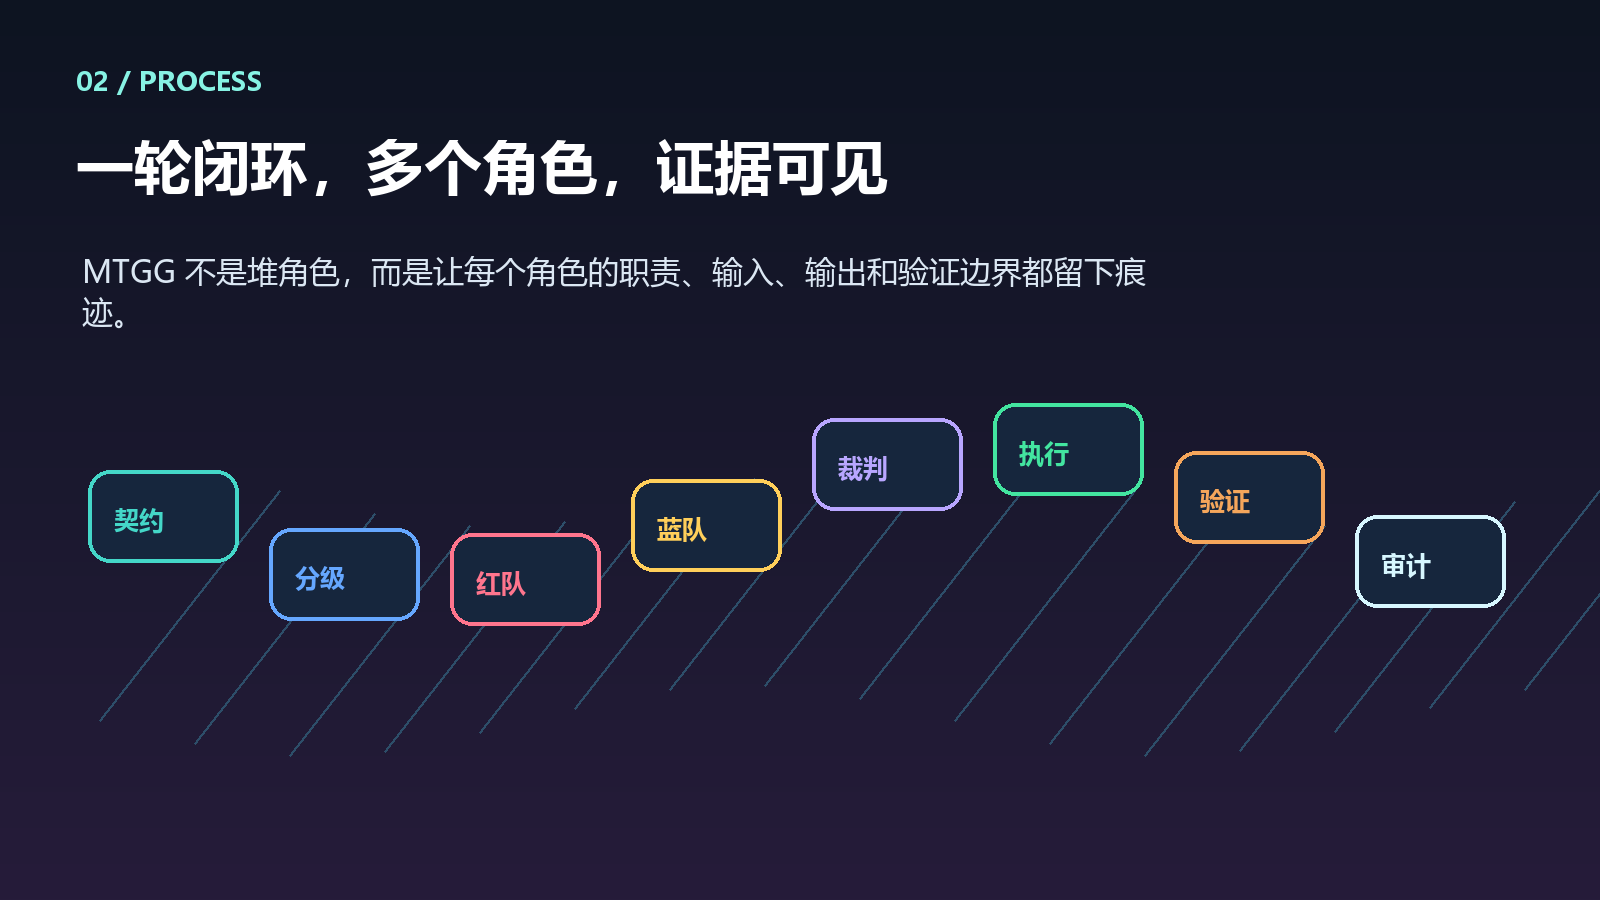 02 / PROCESS
一轮闭环，多个角色，证据可见
MTGG 不是堆角色，而是让每个角色的职责、输入、输出和验证边界都留下痕
迹。
契约
分级
红队
蓝队
裁判
执行
验证
审计